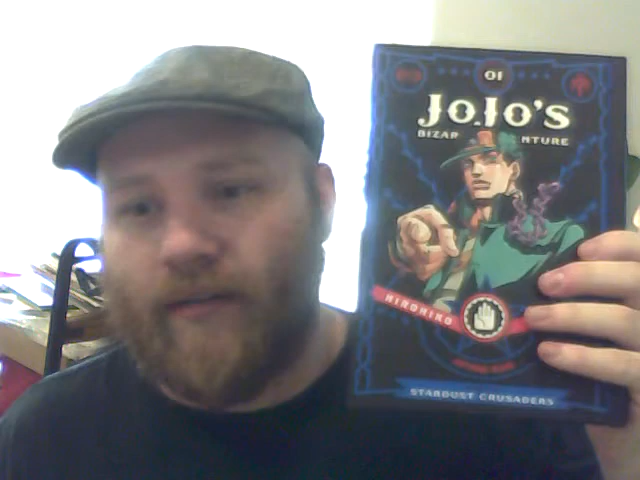 01
JoJo's
BIZAR NTURE
HIROHIKO
STARDUST CRUSADERS